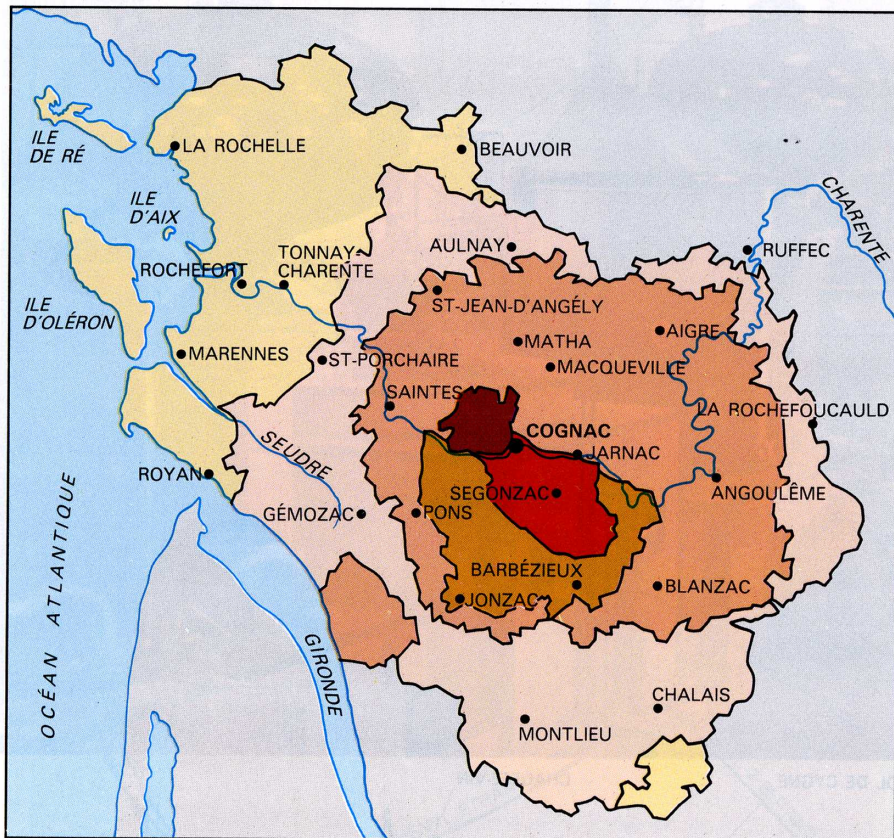 ILE
DE RÉ
LA ROCHELLE
BEAUVOIR
ILE
D'AIX
CHARENTE
AULNAY
RUFFEC
TONNAY-
CHARENTE
ROCHEFORT
ST-JEAN-D'ANGÉLY
ILE
D'OLÉRON
AIGRE
MATHA
MARENNES
ST-PORCHAIRE
MACQUEVILLE
SAINTES
LA ROCHEFOUCAULD
COGNAC
JARNAC
SEUDRE
ROYAN
SEGONZAC
ANGOULÊME
GÉMOZAC
PONS
OCÉAN ATLANTIQUE
BARBÉZIEUX
BLANZAC
JONZAC
GIRONDE
CHALAIS
MONTLIEU